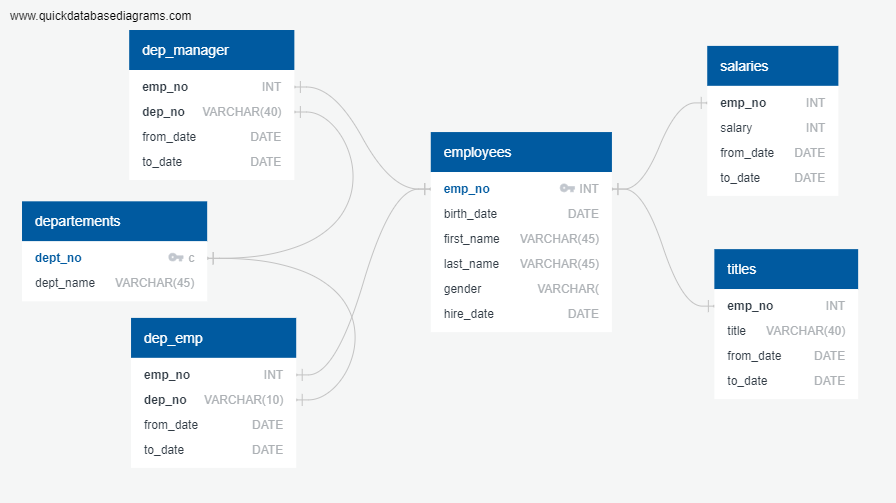 www.quickdatabasediagrams.com
dep_manager
emp_no INT
dep_no VARCHAR(40)
from_date DATE
to_date DATE
departements
dept_no c
dept_name VARCHAR(45)
dep_emp
emp_no INT
dep_no VARCHAR(10)
from_date DATE
to_date DATE
employees
emp_no INT
birth_date DATE
first_name VARCHAR(45)
last_name VARCHAR(45)
gender VARCHAR(
hire_date DATE
salaries
emp_no INT
salary INT
from_date DATE
to_date DATE
titles
emp_no INT
title VARCHAR(40)
from_date DATE
to_date DATE